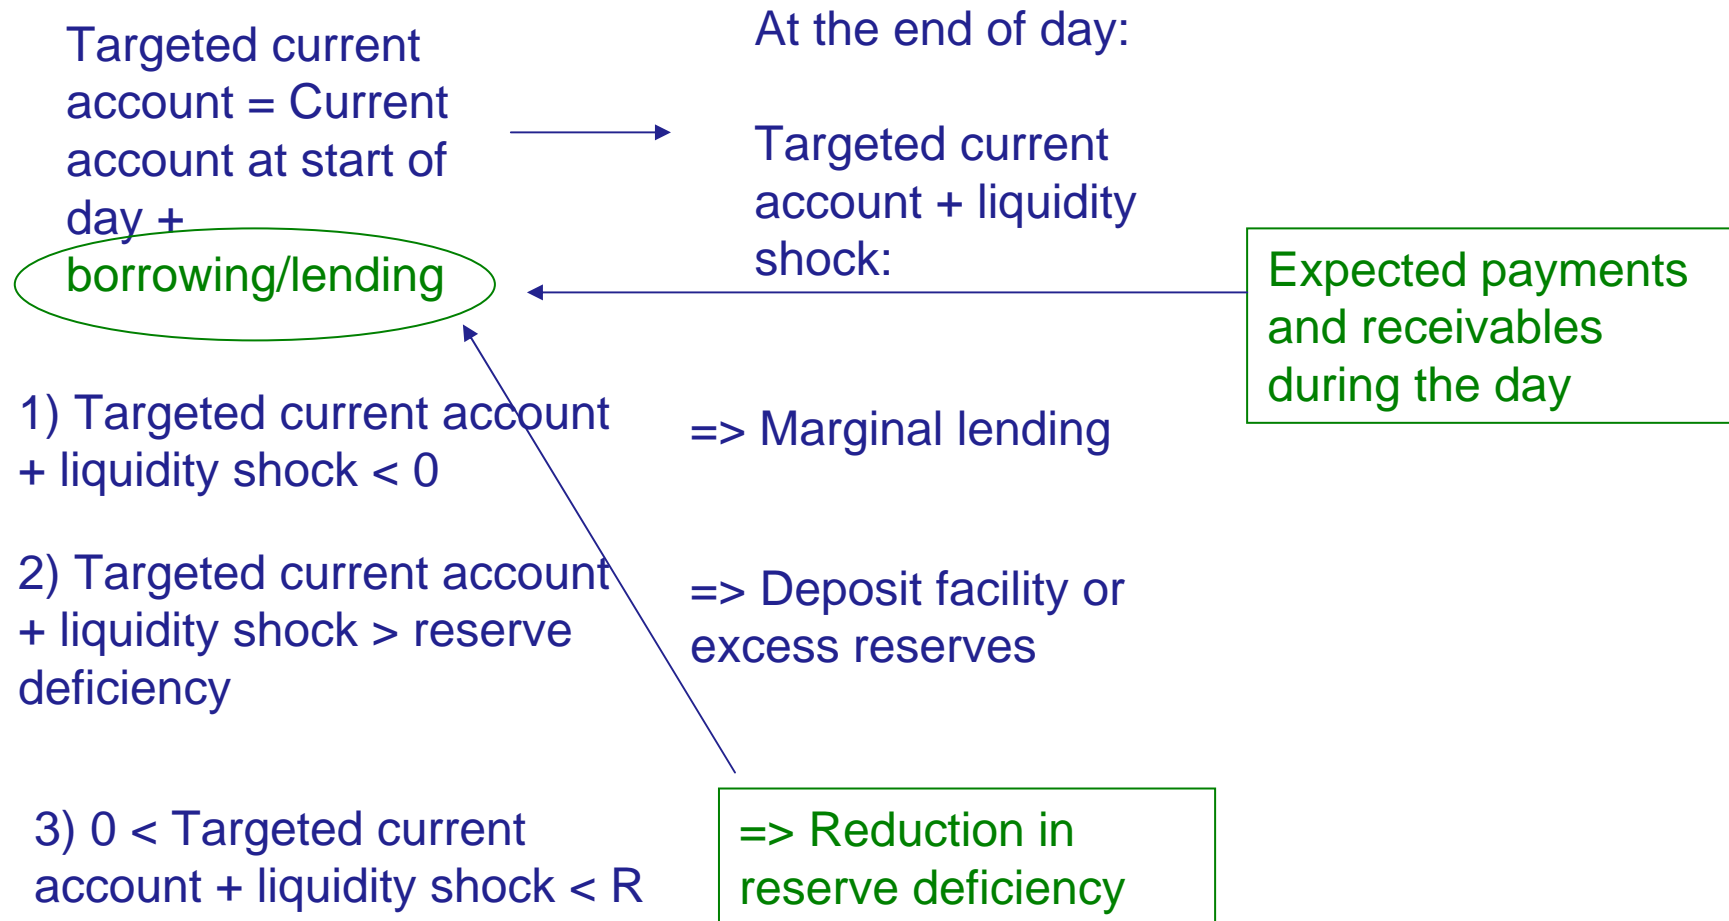 Targeted current
account = Current
account at start of
day +
borrowing/lending
At the end of day:
Targeted current
account + liquidity
shock:
Expected payments
and receivables
during the day
1) Targeted current account
+ liquidity shock < 0
=> Marginal lending
2) Targeted current account
+ liquidity shock > reserve
deficiency
=> Deposit facility or
excess reserves
3) 0 < Targeted current
account + liquidity shock < R
=> Reduction in
reserve deficiency